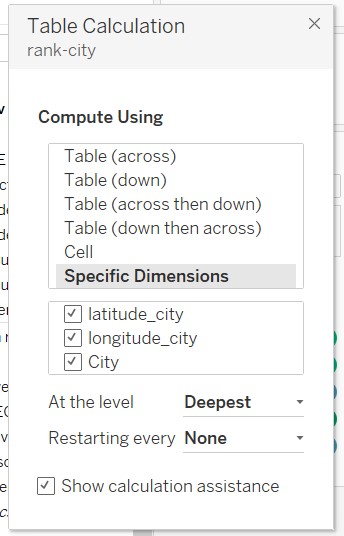 Table Calculation
rank-city
Compute Using
Table (across)
Table (down)
Table (across then down)
Table (down then across)
Cell
Specific Dimensions
latitude_city
longitude_city
City
At the level Deepest
Restarting every None
Show calculation assistance